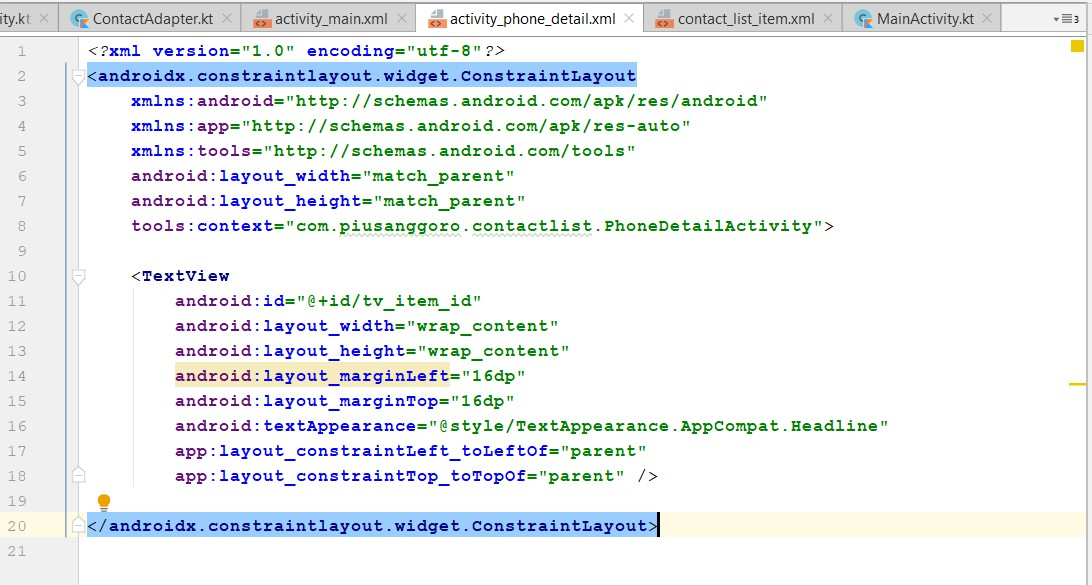 ity.kt ContactAdapter.kt activity_main.xml activity_phone_detail.xml contact_list_item.xml MainActivity.kt 3
1 <?xml version="1.0" encoding="utf-8"?>
2 <androidx.constraintlayout.widget.ConstraintLayout
3 xmlns:android="http://schemas.android.com/apk/res/android"
4 xmlns:app="http://schemas.android.com/apk/res-auto"
5 xmlns:tools="http://schemas.android.com/tools"
6 android:layout_width="match_parent"
7 android:layout_height="match_parent"
8 tools:context="com.piusanggoro.contactlist.PhoneDetailActivity">
9
10 <TextView
11 android:id="@+id/tv_item_id"
12 android:layout_width="wrap_content"
13 android:layout_height="wrap_content"
14 android:layout_marginLeft="16dp"
15 android:layout_marginTop="16dp"
16 android:textAppearance="@style/TextAppearance.AppCompat.Headline"
17 app:layout_constraintLeft_toLeftOf="parent"
18 app:layout_constraintTop_toTopOf="parent" />
19
20 </androidx.constraintlayout.widget.ConstraintLayout>
21